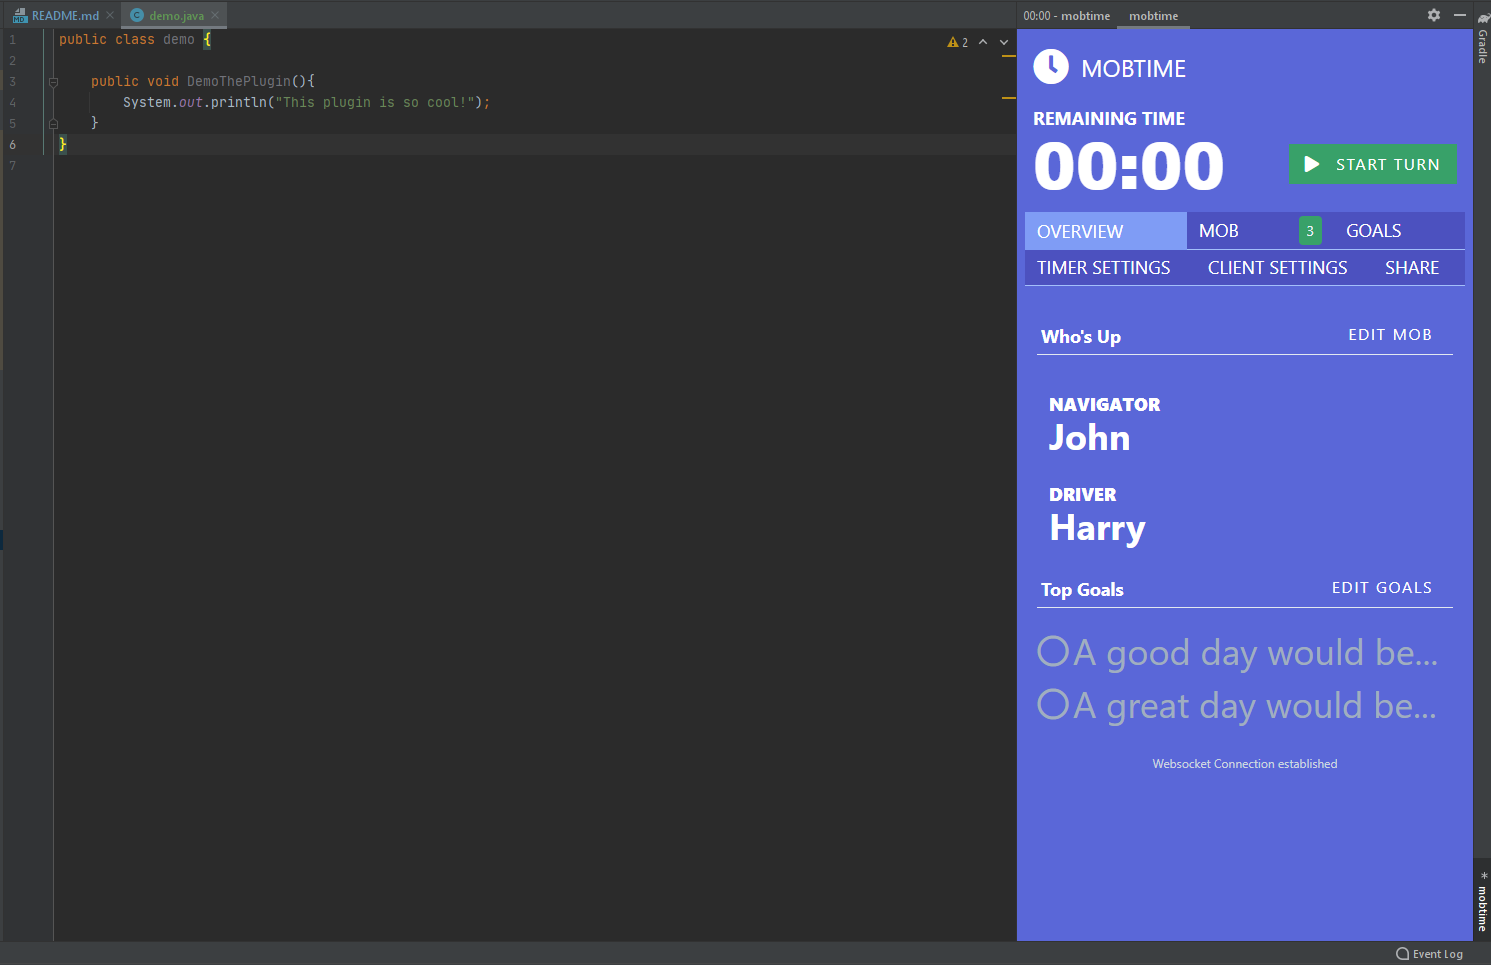 README.md
demo.java
00:00 - mobtime
mobtime
Gradle
1 public class demo {
2
3 public void DemoThePlugin(){
4 System.out.println("This plugin is so cool!");
5 }
6 }
7
2
MOBTIME
REMAINING TIME
00:00
START TURN
OVERVIEW
MOB
3
GOALS
TIMER SETTINGS
CLIENT SETTINGS
SHARE
Who's Up
EDIT MOB
NAVIGATOR
John
DRIVER
Harry
Top Goals
EDIT GOALS
A good day would be...
A great day would be...
Websocket Connection established
* mobtime
Event Log